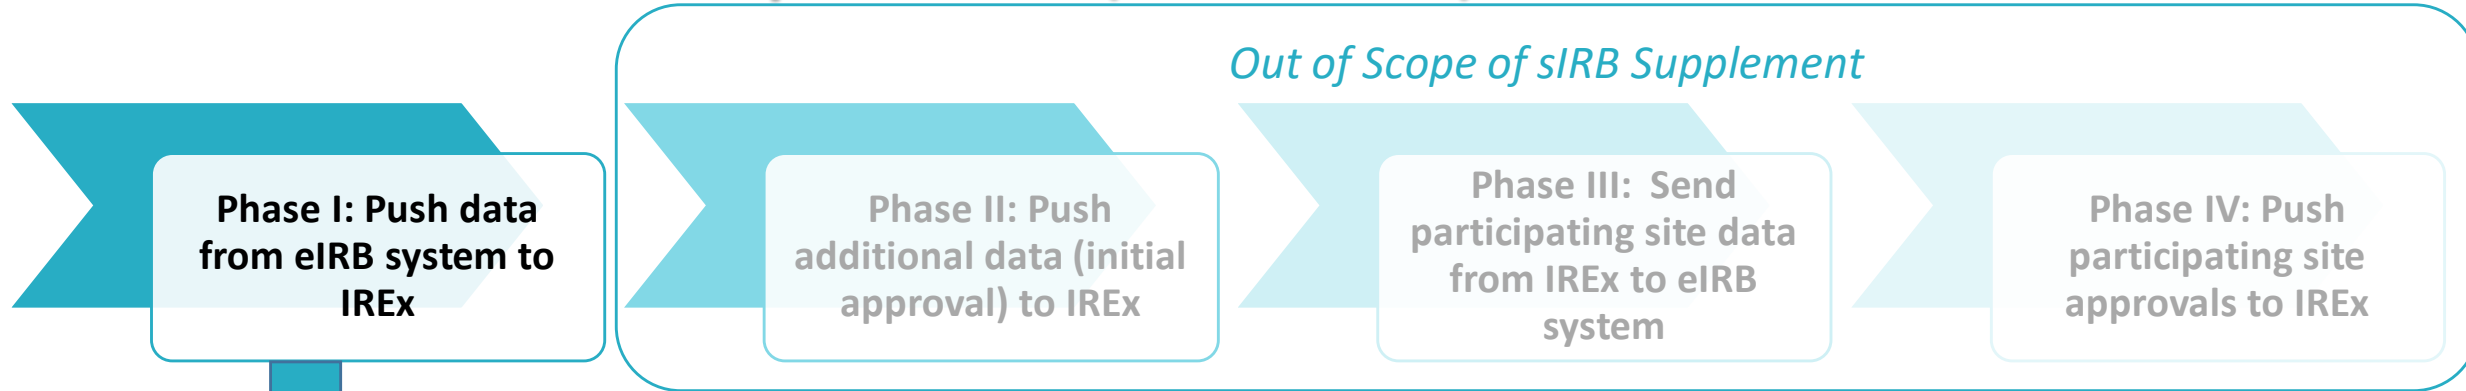 Out of Scope of sIRB Supplement
Phase I: Push data
from eIRB system to
IREx
Phase II: Push
additional data (initial
approval) to IREx
Phase III:  Send
participating site data
from IREx to eIRB
system
Phase IV: Push
participating site
approvals to IREx